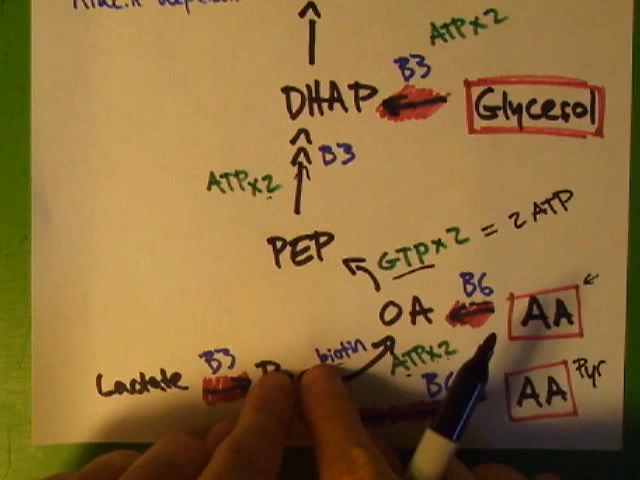 ATPx2
B3
DHAP
Glycerol
B3
ATPx2
PEP
GTPx2 = 2 ATP
B6
OA
AA
biotin
ATPx2
B3
Lactate
Pyr
AA